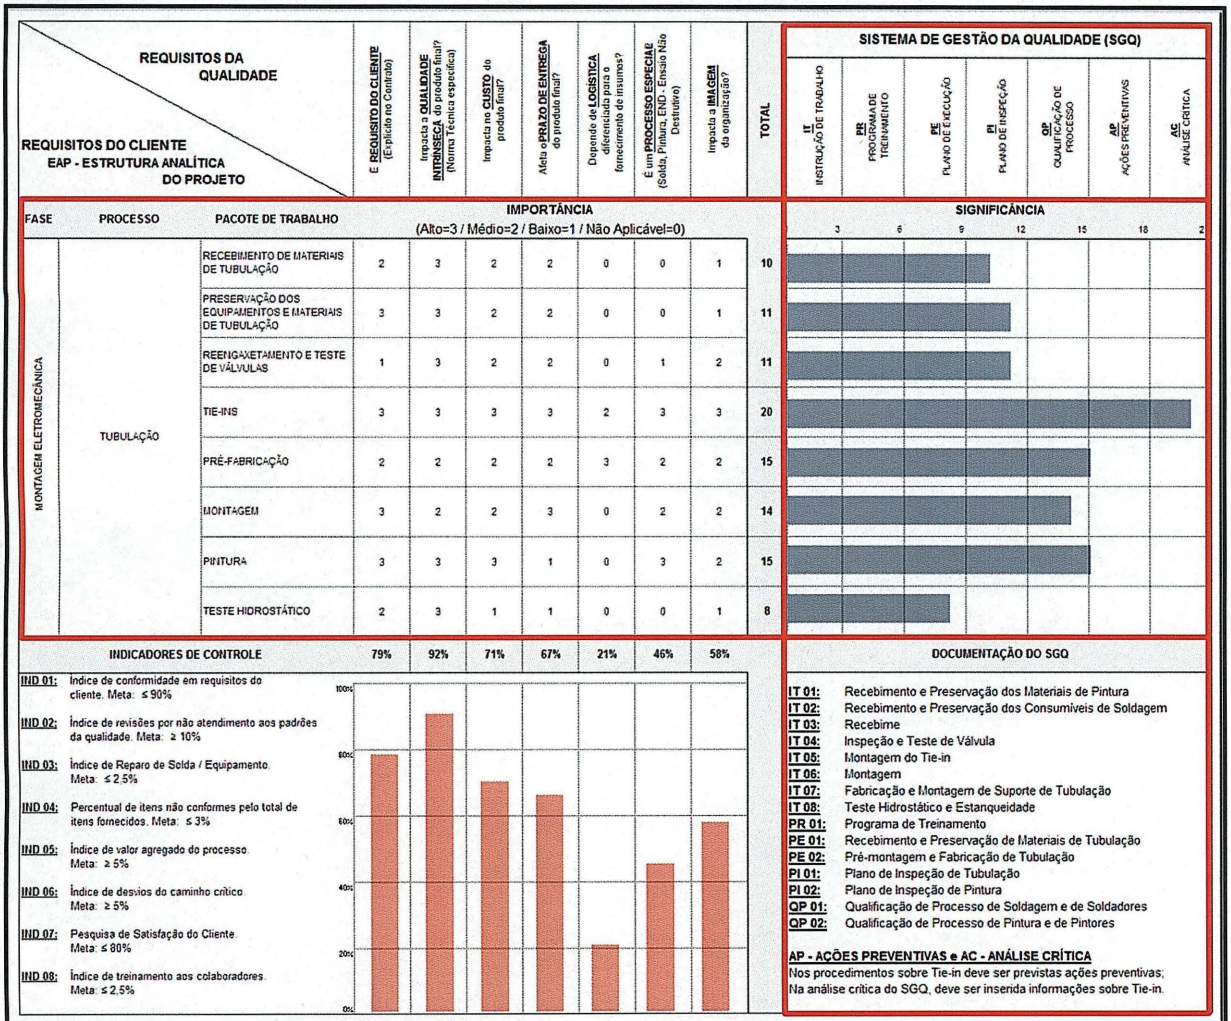 REQUISITOS DA
QUALIDADE
REQUISITOS DO CLIENTE
EAP - ESTRUTURA ANALÍTICA
DO PROJETO
É REQUISITO DO CLIENTE
(Explícito no Contrato)
Impacta a QUALIDADE
INTRÍNSECA do produto final?
(Norma Técnica específica)
Impacta no CUSTO do
produto final?
Afeta o PRAZO DE ENTREGA
do produto final?
Depende de LOGÍSTICA
diferenciada para o
fornecimento de insumos?
É um PROCESSO ESPECIAL
(Solda, Pintura, END - Ensaio Não
Destrutivo)
Impacta a IMAGEM
da organização?
TOTAL
SISTEMA DE GESTÃO DA QUALIDADE (SGQ)
IT
INSTRUÇÃO DE TRABALHO
PR
PROGRAMA DE
TREINAMENTO
PE
PLANO DE EXECUÇÃO
PI
PLANO DE INSPEÇÃO
QP
QUALIFICAÇÃO DE
PROCESSO
AP
AÇÕES PREVENTIVAS
AC
ANÁLISE CRITICA
FASE PROCESSO PACOTE DE TRABALHO
IMPORTÂNCIA
(Alto=3 / Médio=2 / Baixo=1 / Não Aplicável=0)
SIGNIFICÂNCIA
3 6 9 12 15 18 2
MONTAGEM ELETROMECÂNICA
TUBULAÇÃO
RECEBIMENTO DE MATERIAIS
DE TUBULAÇÃO
2 3 2 2 0 0 1 10
PRESERVAÇÃO DOS
EQUIPAMENTOS E MATERIAIS
DE TUBULAÇÃO
3 3 2 2 0 0 1 11
REENGAXETAMENTO E TESTE
DE VÁLVULAS
1 3 2 2 0 1 2 11
TIE-INS
3 3 3 3 2 3 3 20
PRÉ-FABRICAÇÃO
2 2 2 2 3 2 2 15
MONTAGEM
3 2 2 3 0 2 2 14
PINTURA
3 3 3 1 0 3 2 15
TESTE HIDROSTÁTICO
2 3 1 1 0 0 1 8
INDICADORES DE CONTROLE
79% 92% 71% 67% 21% 46% 58%
IND 01: Índice de conformidade em requisitos do
cliente. Meta: ≤ 90%
IND 02: Índice de revisões por não atendimento aos padrões
da qualidade. Meta: ≥ 10%
IND 03: Índice de Reparo de Solda / Equipamento.
Meta: ≤ 2,5%
IND 04: Percentual de itens não conformes pelo total de
itens fornecidos. Meta: ≤ 3%
IND 05: Índice de valor agregado do processo.
Meta: ≥ 5%
IND 06: Índice de desvios do caminho crítico.
Meta: ≥ 5%
IND 07: Pesquisa de Satisfação do Cliente.
Meta: ≤ 80%
IND 08: Índice de treinamento aos colaboradores.
Meta: ≤ 2,5%
100%
80%
60%
40%
20%
0%
DOCUMENTAÇÃO DO SGQ
IT 01: Recebimento e Preservação dos Materiais de Pintura
IT 02: Recebimento e Preservação dos Consumíveis de Soldagem
IT 03: Recebime
IT 04: Inspeção e Teste de Válvula
IT 05: Montagem do Tie-in
IT 06: Montagem
IT 07: Fabricação e Montagem de Suporte de Tubulação
IT 08: Teste Hidrostático e Estanqueidade
PR 01: Programa de Treinamento
PE 01: Recebimento e Preservação de Materiais de Tubulação
PE 02: Pré-montagem e Fabricação de Tubulação
PI 01: Plano de Inspeção de Tubulação
PI 02: Plano de Inspeção de Pintura
QP 01: Qualificação de Processo de Soldagem e de Soldadores
QP 02: Qualificação de Processo de Pintura e de Pintores
AP - AÇÕES PREVENTIVAS e AC - ANÁLISE CRÍTICA
Nos procedimentos sobre Tie-in deve ser previstas ações preventivas;
Na análise crítica do SGQ, deve ser inserida informações sobre Tie-in.